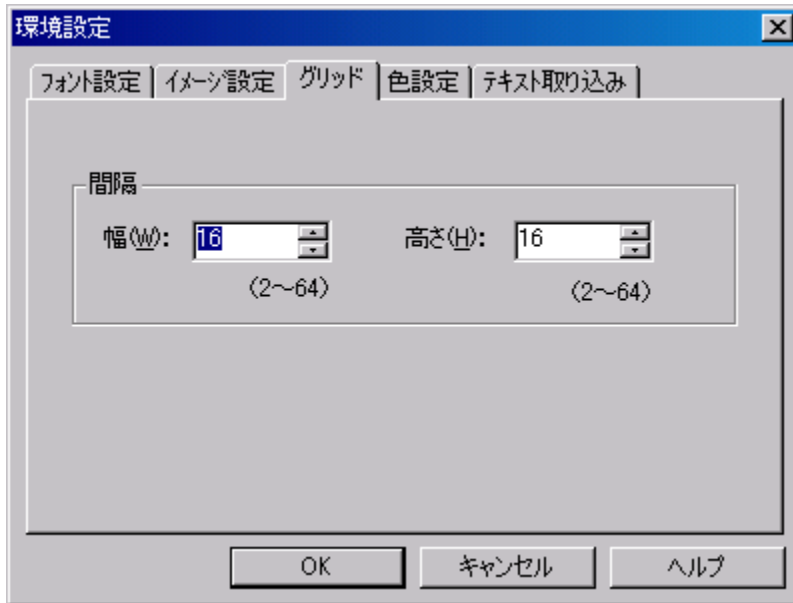 環境設定
フォント設定 イメージ設定 グリッド 色設定 テキスト取り込み
間隔
幅(W): 16 高さ(H): 16
(2～64) (2～64)
OK キャンセル ヘルプ